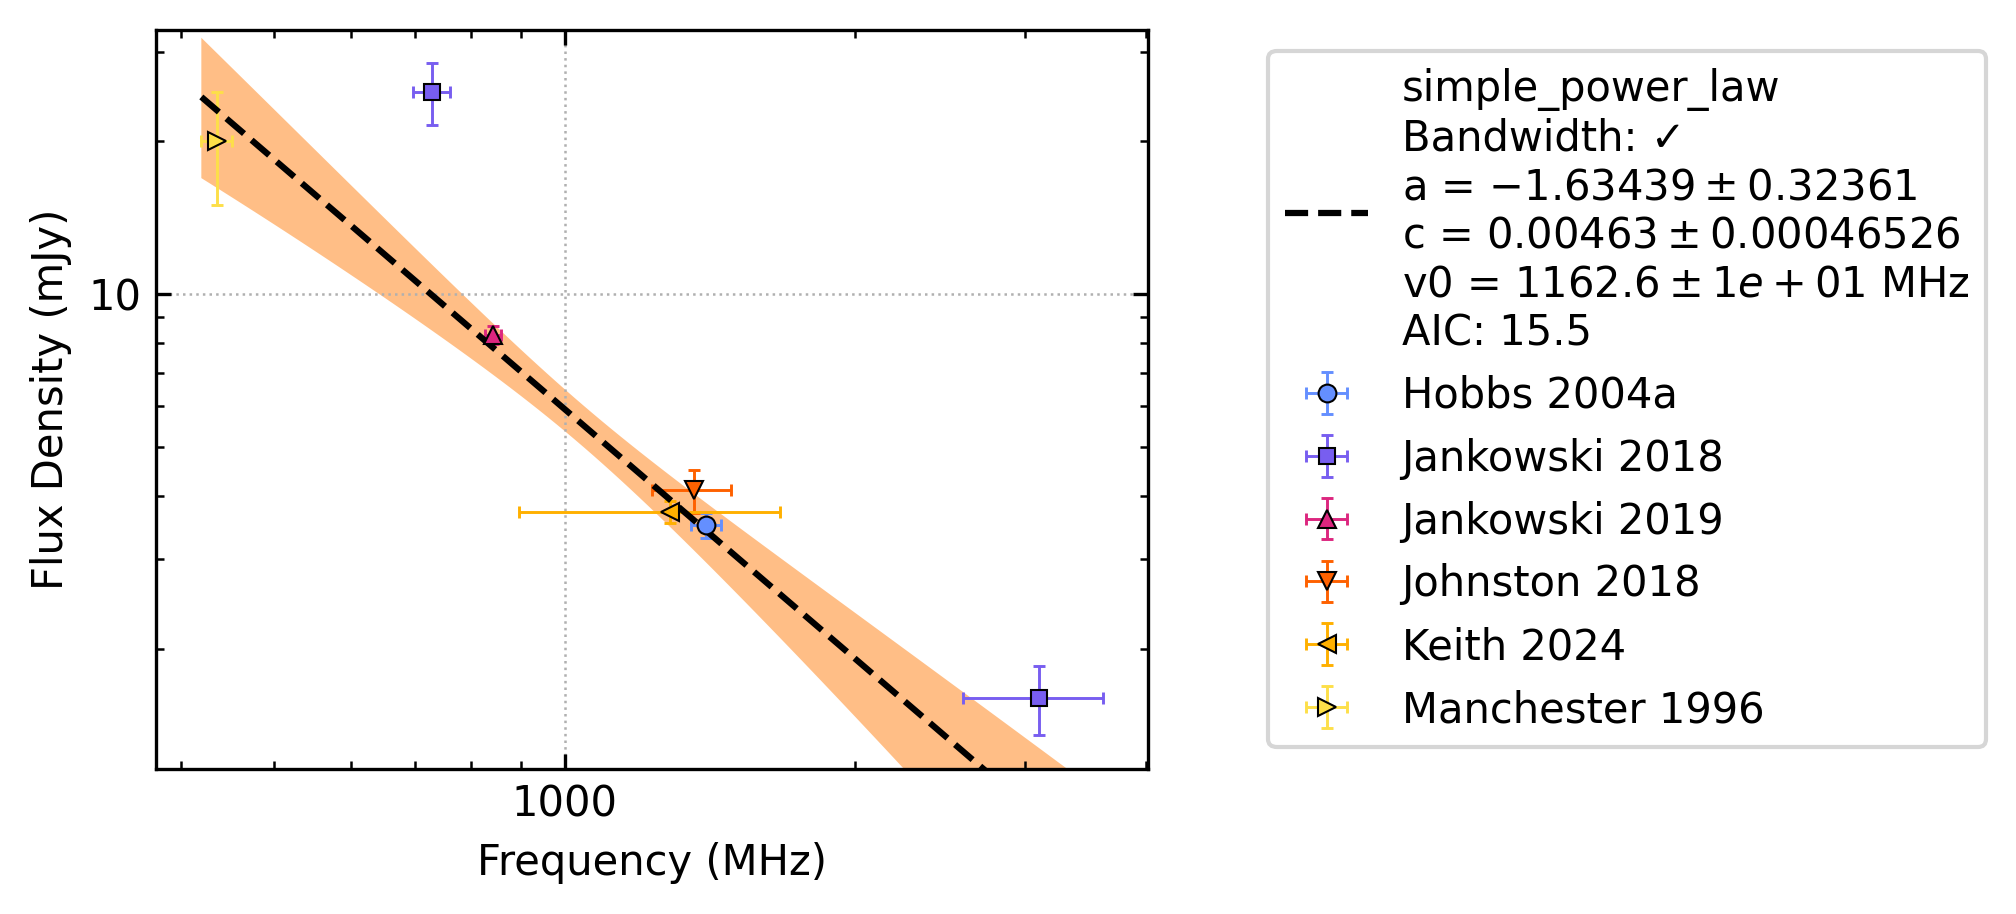 10
1000
Flux Density (mJy)
Frequency (MHz)
simple_power_law
Bandwidth: ✓
a = −1.63439 ± 0.32361
c = 0.00463 ± 0.00046526
v0 = 1162.6 ± 1e + 01 MHz
AIC: 15.5
Hobbs 2004a
Jankowski 2018
Jankowski 2019
Johnston 2018
Keith 2024
Manchester 1996